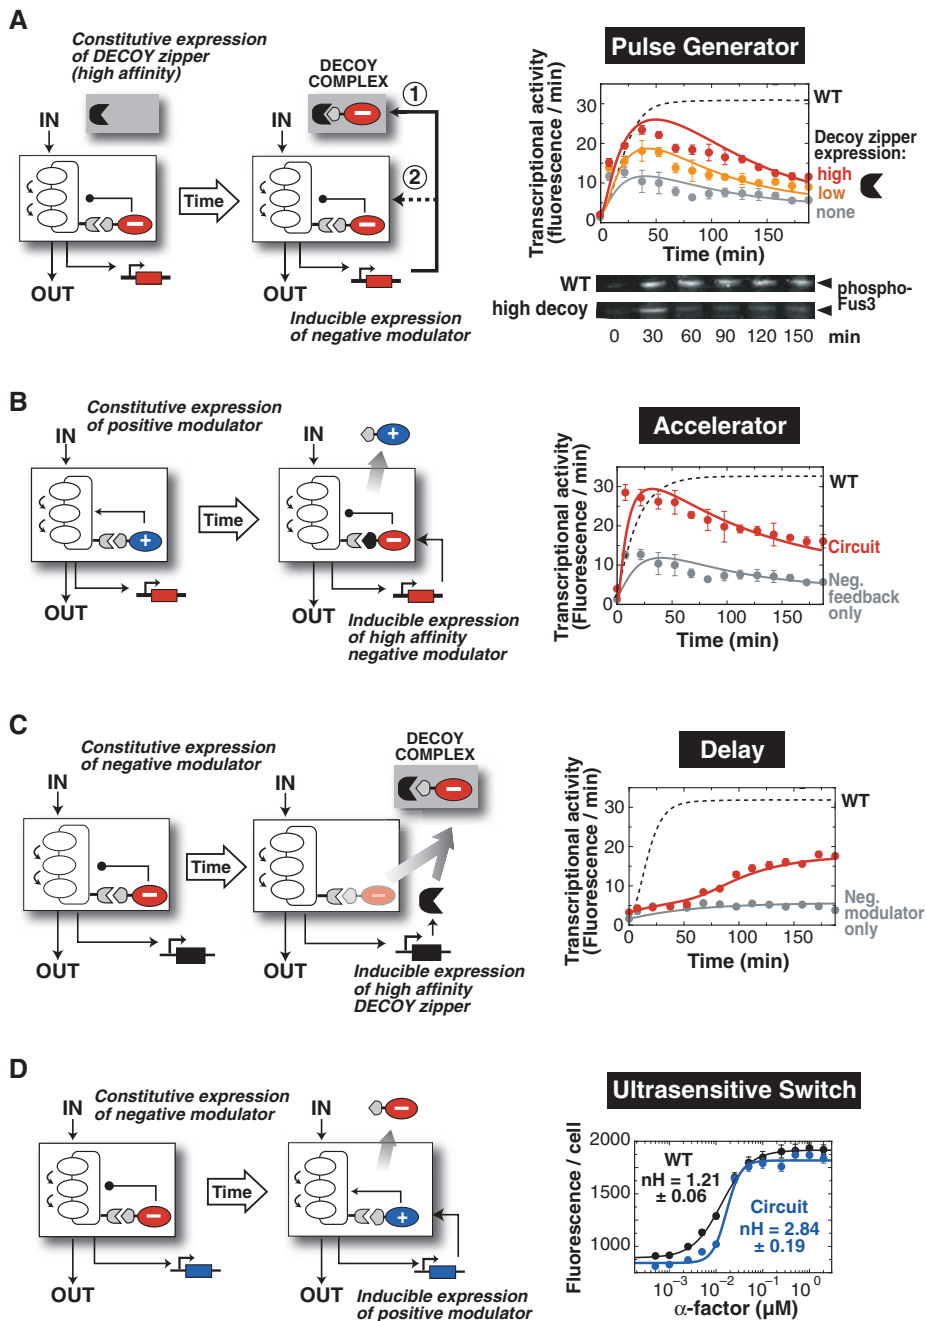 A
Constitutive expression
of DECOY zipper
(high affinity)
IN
OUT
Time
DECOY
COMPLEX
1
2
IN
OUT
Inducible expression
of negative modulator
Pulse Generator
Transcriptional activity
(fluorescence / min)
30
20
10
0
0
50
100
150
Time (min)
WT
Decoy zipper
expression:
high
low
none
WT
high decoy
phospho-
Fus3
0 30 60 90 120 150 min
B
Constitutive expression
of positive modulator
IN
+
OUT
Time
IN
+
OUT
Inducible expression
of high affinity
negative modulator
Accelerator
Transcriptional activity
(Fluorescence / min)
30
20
10
0
0
50
100
150
Time (min)
WT
Circuit
Neg.
feedback
only
C
Constitutive expression
of negative modulator
IN
OUT
Time
IN
DECOY
COMPLEX
OUT
Inducible expression
of high affinity
DECOY zipper
Delay
Transcriptional activity
(Fluorescence / min)
30
20
10
0
0
50
100
150
Time (min)
WT
Neg.
modulator
only
D
Constitutive expression
of negative modulator
IN
OUT
Time
IN
+
OUT
Inducible expression
of positive modulator
Ultrasensitive Switch
Fluorescence / cell
2000
1500
1000
WT
nH = 1.21
± 0.06
Circuit
nH = 2.84
± 0.19
10⁻³ 10⁻² 10⁻¹ 10⁰
α-factor (µM)